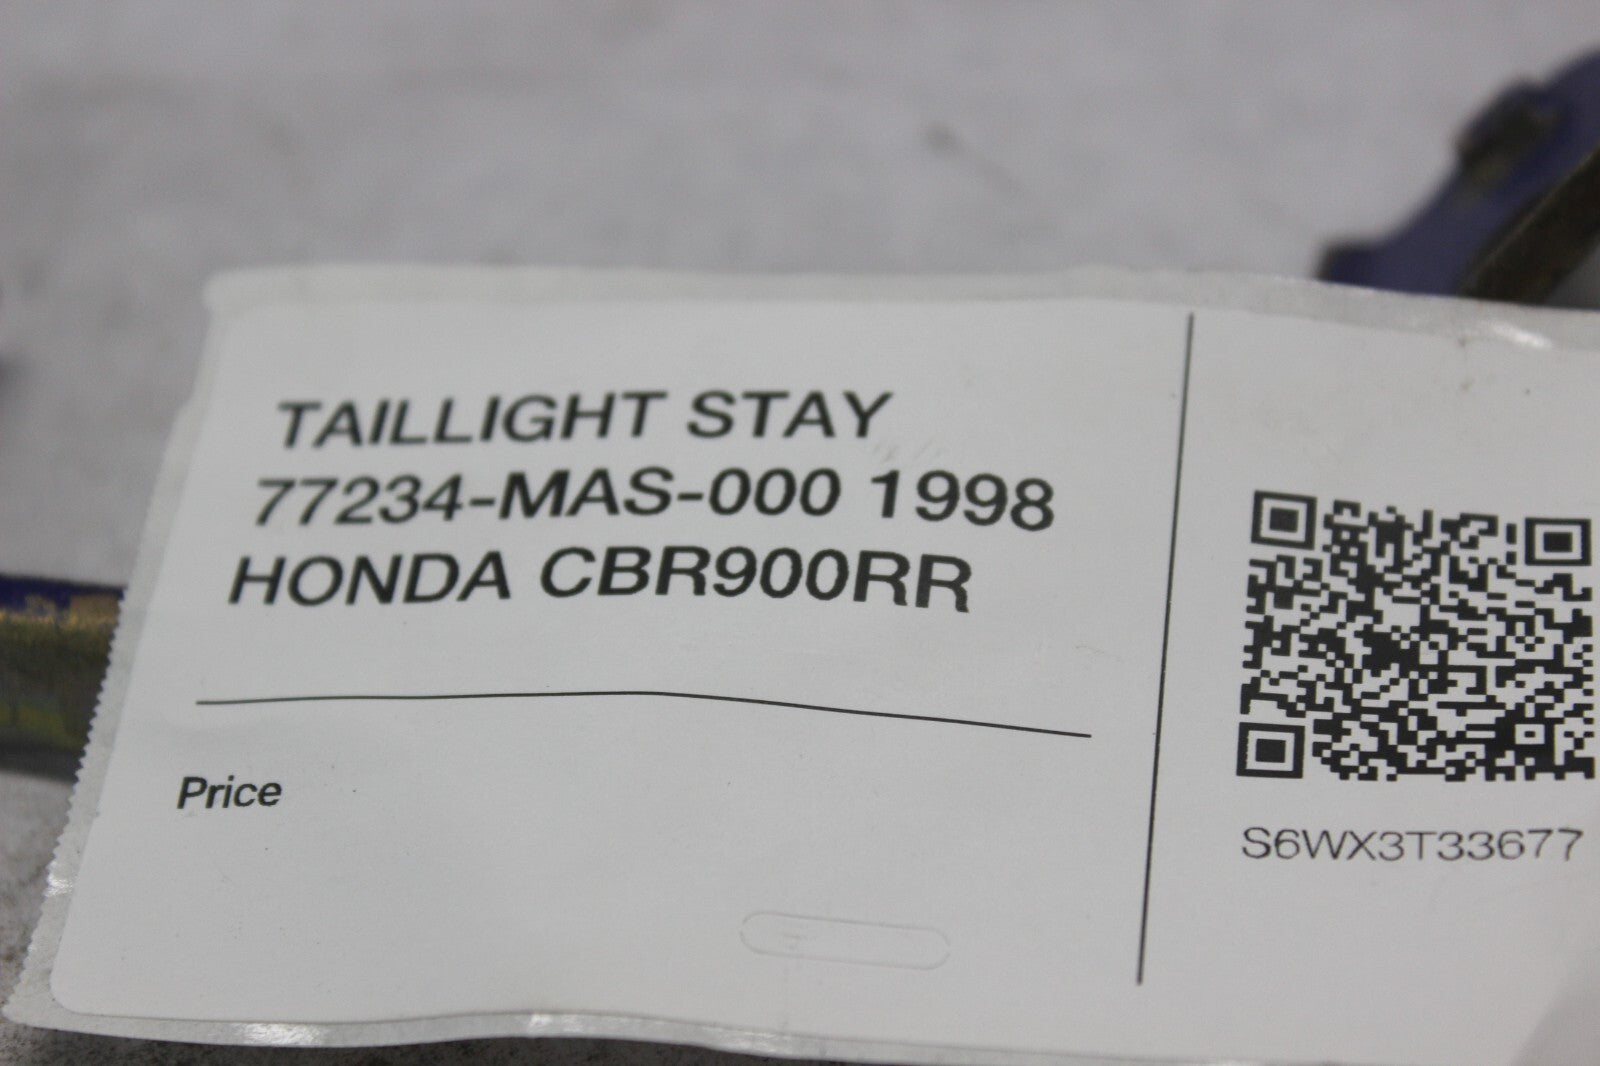 TAILLIGHT STAY
77234-MAS-000 1998
HONDA CBR900RR
Price
S6WX3T33677